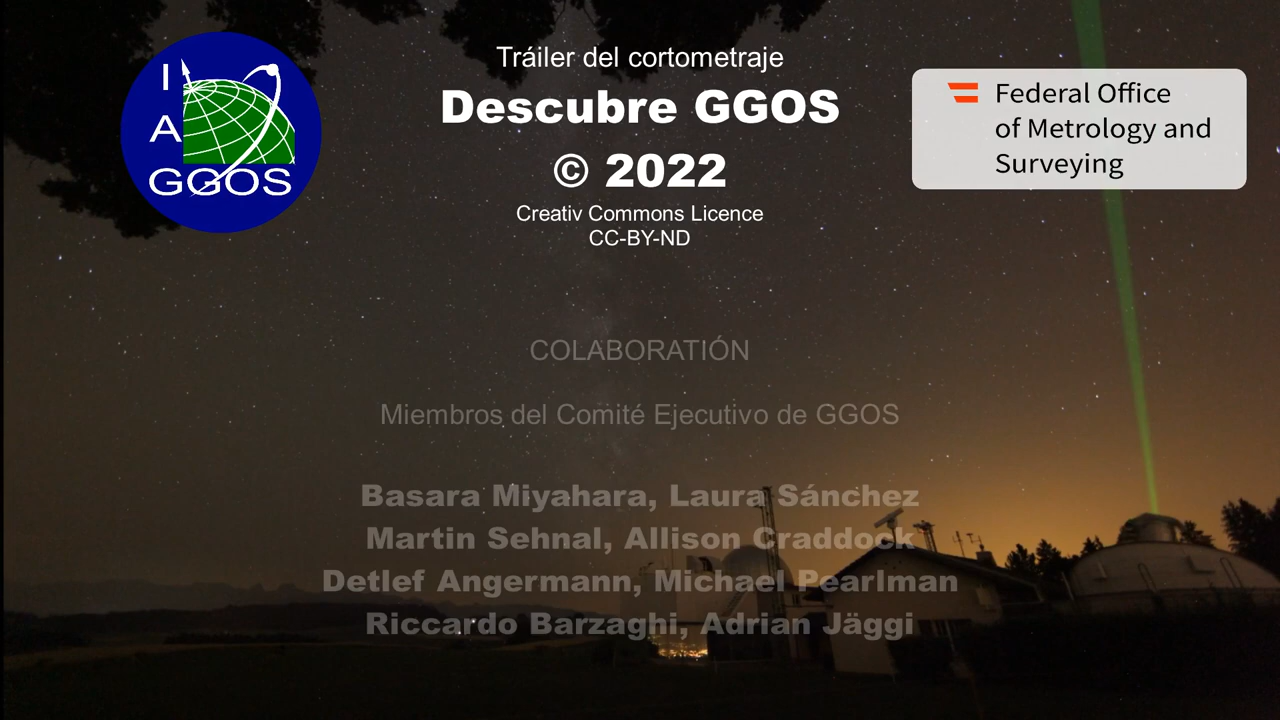 I
A
GGOS
Tráiler del cortometraje
Descubre GGOS
© 2022
Creativ Commons Licence
CC-BY-ND
Federal Office
of Metrology and
Surveying
COLABORATIÓN
Miembros del Comité Ejecutivo de GGOS
Basara Miyahara, Laura Sánchez
Martin Sehnal, Allison Craddock
Detlef Angermann, Michael Pearlman
Riccardo Barzaghi, Adrian Jäggi